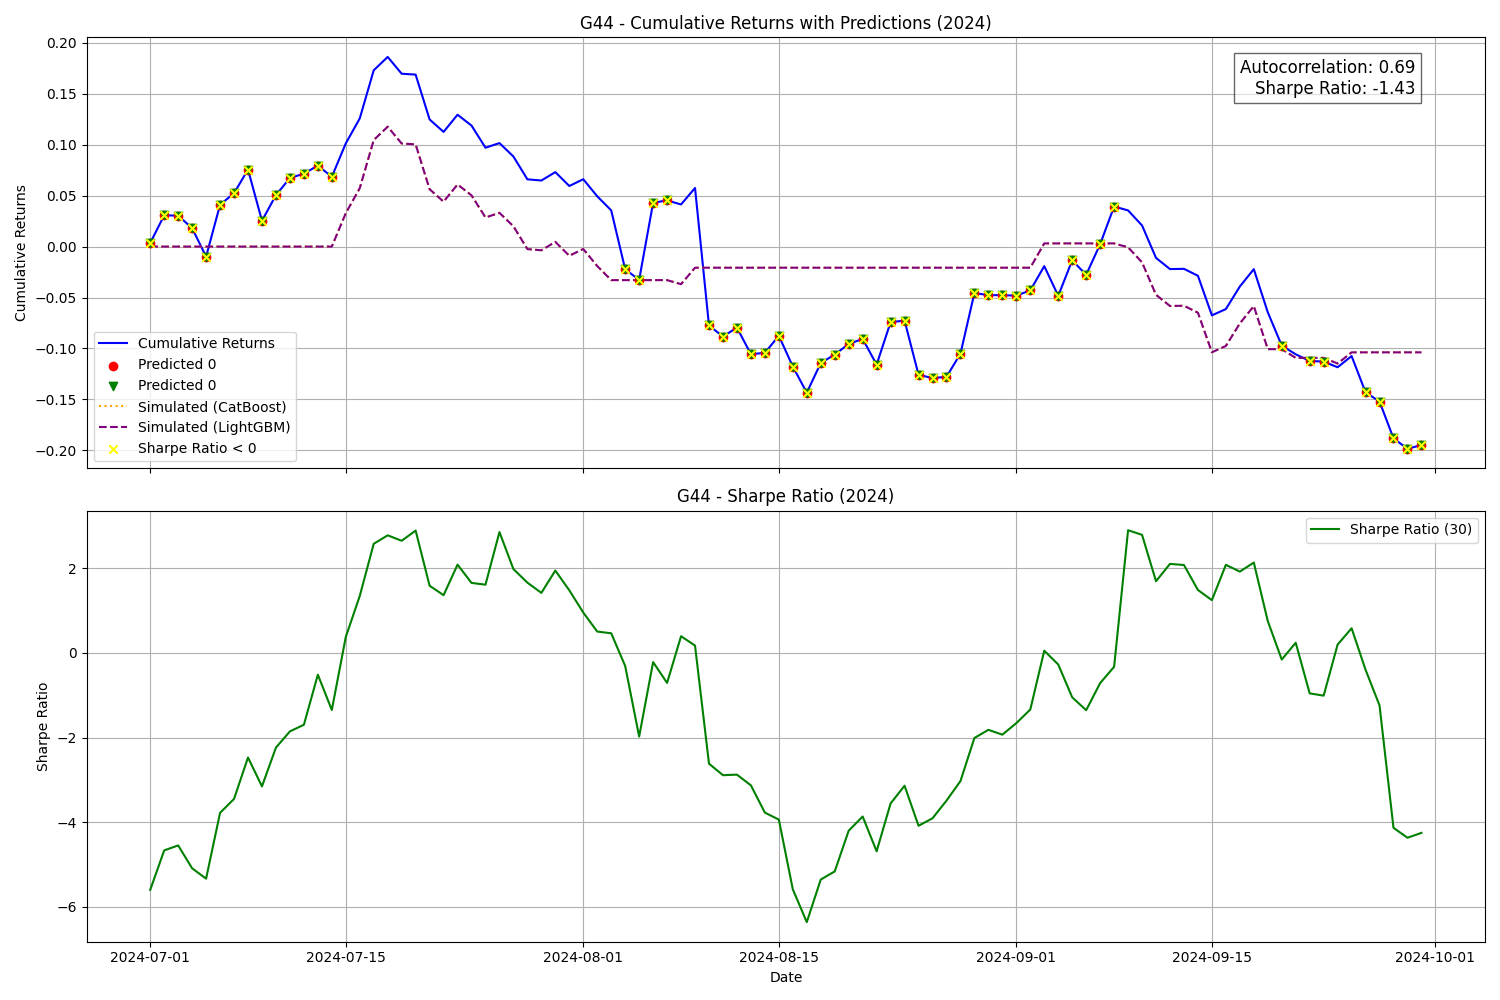 G44 - Cumulative Returns with Predictions (2024)
0.20
0.15
0.10
0.05
0.00
−0.05
−0.10
−0.15
−0.20
Cumulative Returns
Autocorrelation: 0.69
Sharpe Ratio: -1.43
Cumulative Returns
Predicted 0
Predicted 0
Simulated (CatBoost)
Simulated (LightGBM)
Sharpe Ratio < 0
G44 - Sharpe Ratio (2024)
Sharpe Ratio (30)
2
0
−2
−4
−6
Sharpe Ratio
2024-07-01
2024-07-15
2024-08-01
2024-08-15
2024-09-01
2024-09-15
2024-10-01
Date